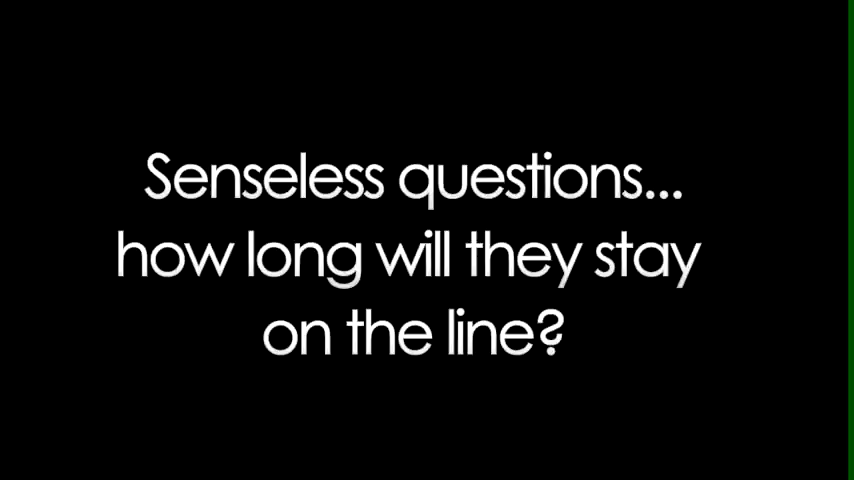 Senseless questions...
how long will they stay
on the line?